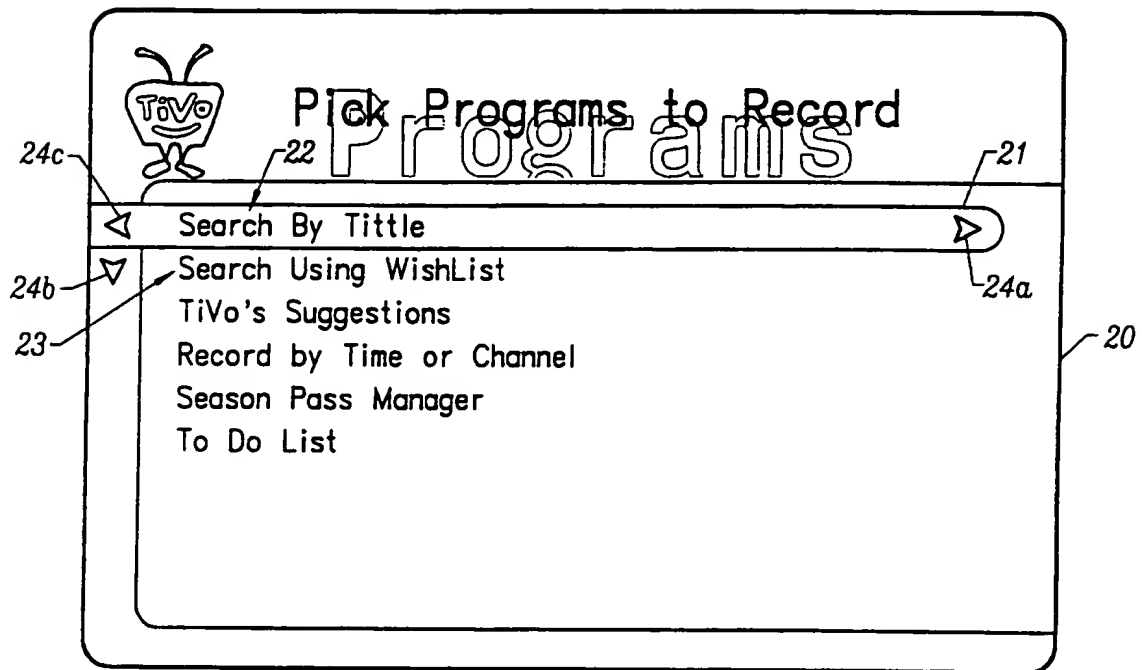 TiVo
Pick Programs to Record
Programs
24c
22
21
Search By Tittle
24b
Search Using WishList
24a
23
TiVo's Suggestions
20
Record by Time or Channel
Season Pass Manager
To Do List